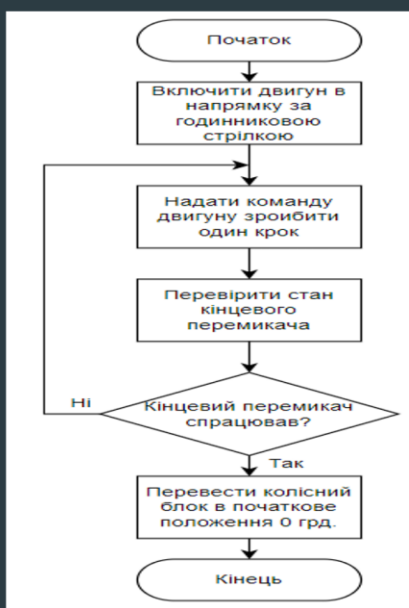 Початок
Включити двигун в
напрямку за
годинниковою
стрілкою
Надати команду
двигуну зроибити
один крок
Перевірити стан
кінцевого
перемикача
Ні
Кінцевий перемикач
спрацював?
Так
Перевести колісний
блок в початкове
положення 0 грд.
Кінець